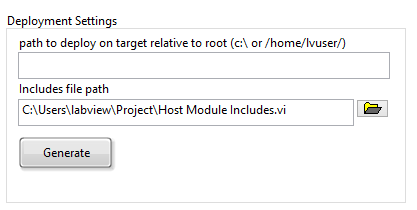 Deployment Settings
path to deploy on target relative to root (c:\ or /home/lvuser/)
Includes file path
C:\Users\labview\Project\Host Module Includes.vi
Generate